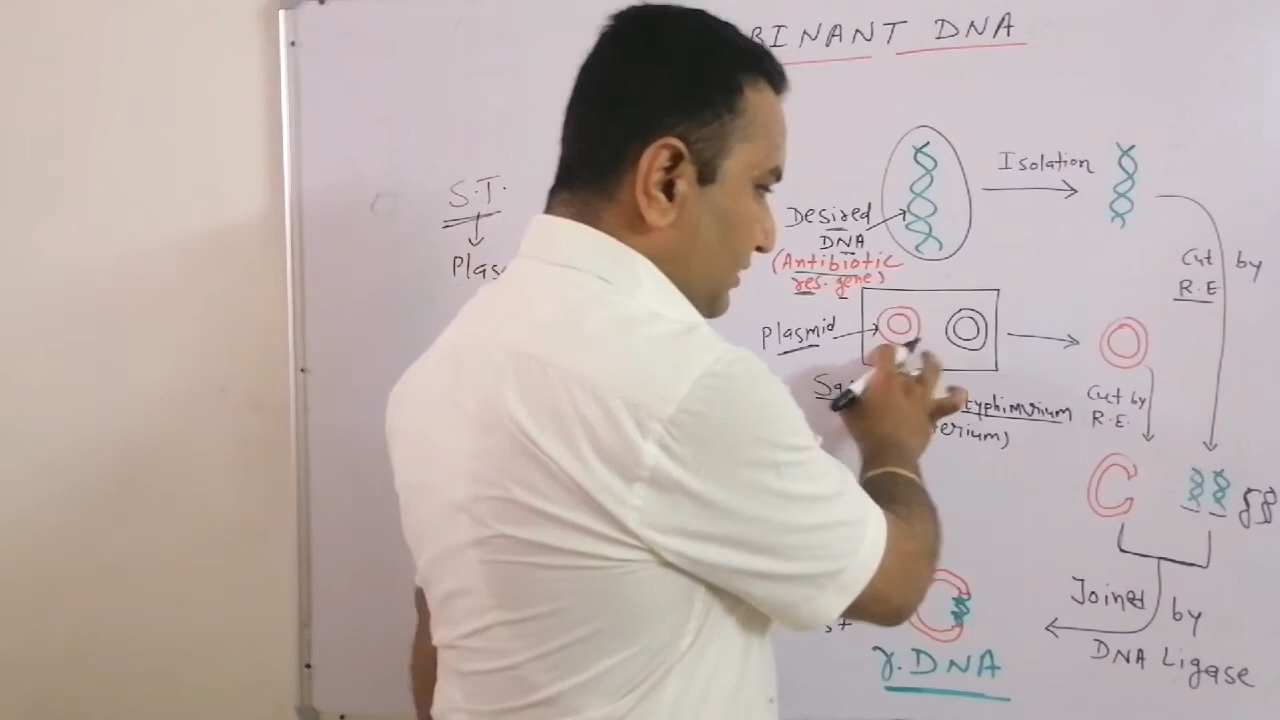 BINANT DNA
Isolation
S.T.
Plas
Desired
DNA
(Antibiotic
res. gene)
Cut by
R.E
Plasmid
Cut by
R.E.
typhimurium
erium)
Joined by
DNA Ligase
r.DNA